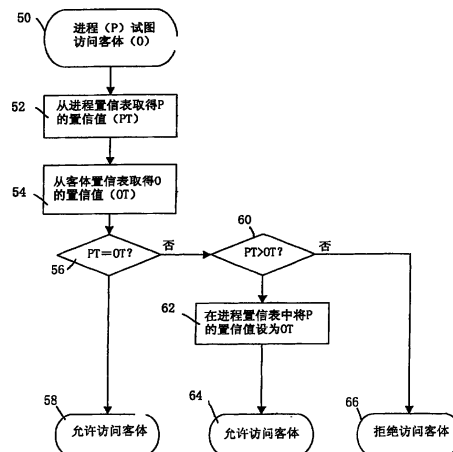 50
进程（P）试图
访问客体（O）
52
从进程置信表取得P
的置信值（PT）
54
从客体置信表取得O
的置信值（OT）
56
PT＝OT?
否
60
PT>OT?
否
62
在进程置信表中将P
的置信值设为OT
58
允许访问客体
64
允许访问客体
66
拒绝访问客体